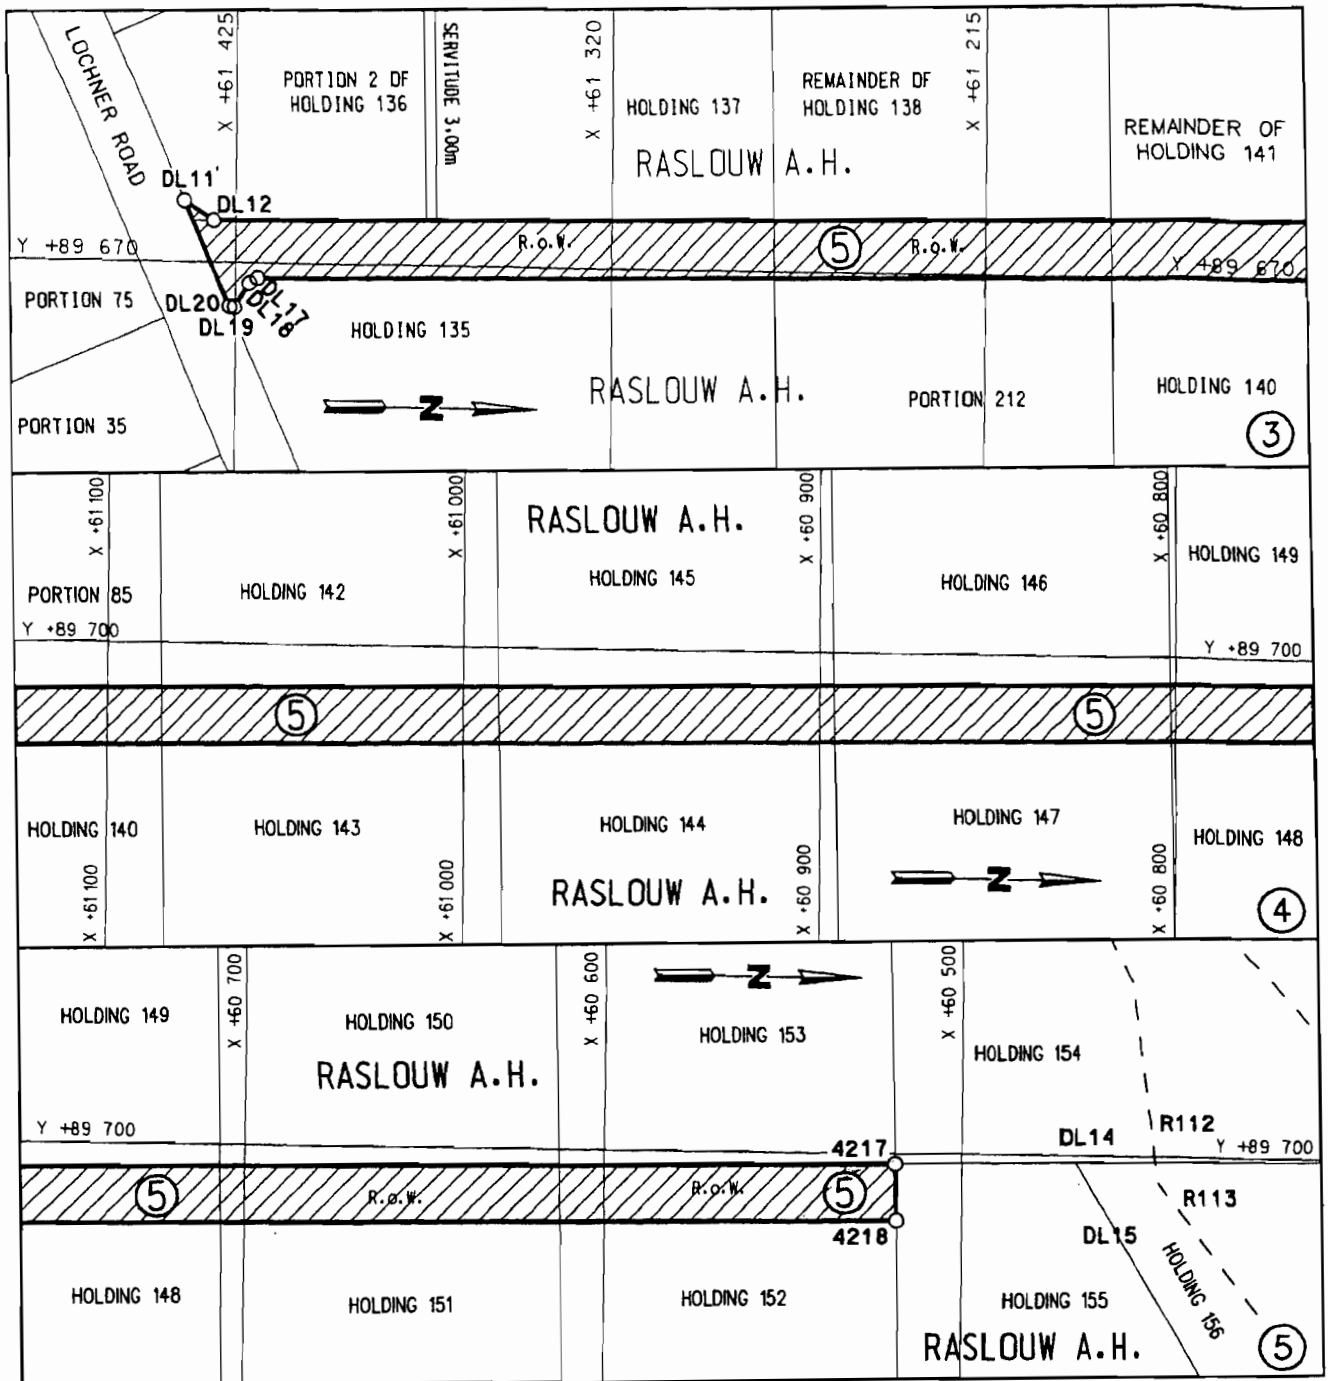 LOCHNER ROAD
X +61 425
PORTION 2 OF
HOLDING 136
SERVITUDE 3,00m
X +61 320
HOLDING 137
REMAINDER OF
HOLDING 138
X +61 215
REMAINDER OF
HOLDING 141
RASLOUW A.H.
DL11'
DL12
Y +89 670
R.o.W.
5
R.o.W.
Y +89 670
PORTION 75
DL20
DL19
DL17
DL18
HOLDING 135
RASLOUW A.H.
PORTION 212
HOLDING 140
N
PORTION 35
3
X +61 100
X +61 000
RASLOUW A.H.
X +60 900
X +60 800
HOLDING 149
PORTION 85
HOLDING 142
HOLDING 145
HOLDING 146
Y +89 700
Y +89 700
5
5
HOLDING 140
HOLDING 143
HOLDING 144
HOLDING 147
HOLDING 148
X +61 100
X +61 000
RASLOUW A.H.
X +60 900
N
X +60 800
4
X +60 700
X +60 600
N
X +60 500
HOLDING 149
HOLDING 150
HOLDING 153
HOLDING 154
RASLOUW A.H.
Y +89 700
4217
DL14
R112
Y +89 700
5
R.o.W.
R.o.W.
5
R113
4218
DL15
HOLDING 148
HOLDING 151
HOLDING 152
HOLDING 155
HOLDING 156
RASLOUW A.H.
5